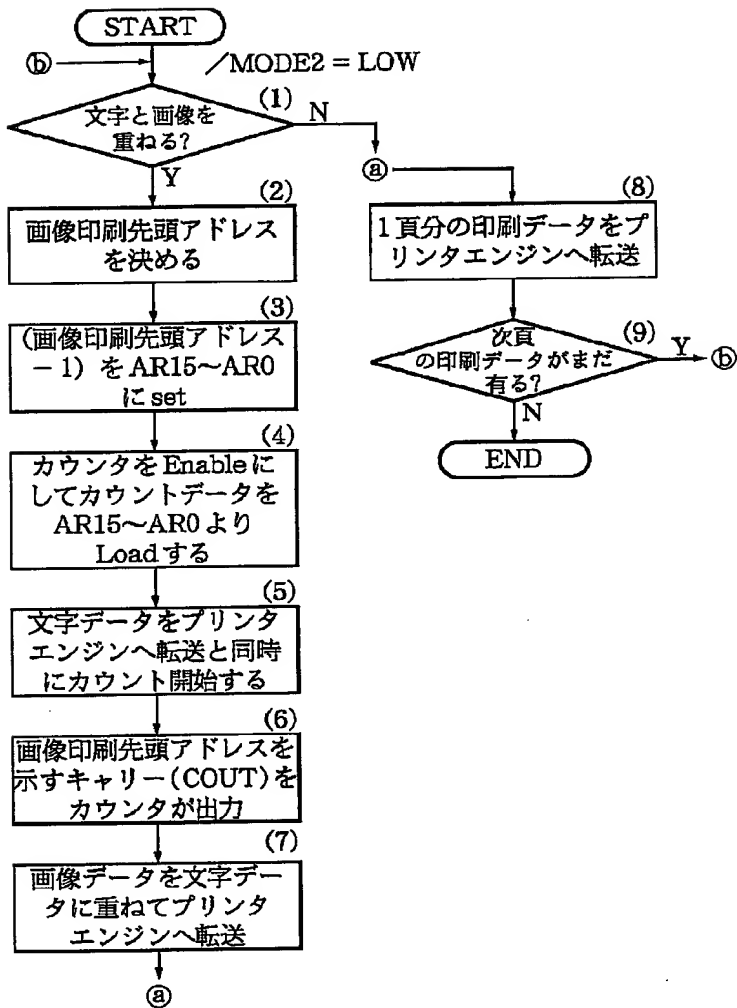 START
ⓑ
/MODE2 = LOW
(1)
文字と画像を
重ねる?
N
Y
ⓐ
(2)
画像印刷先頭アドレス
を決める
(3)
(画像印刷先頭アドレス
-1)をAR15~AR0
にset
(4)
カウンタをEnableに
してカウントデータを
AR15~AR0より
Loadする
(5)
文字データをプリンタ
エンジンへ転送と同時
にカウント開始する
(6)
画像印刷先頭アドレスを
示すキャリー(COUT)を
カウンタが出力
(7)
画像データを文字デー
タに重ねてプリンタ
エンジンへ転送
ⓐ
(8)
1頁分の印刷データをプ
リンタエンジンへ転送
(9)
次頁
の印刷データがまだ
有る?
Y
ⓑ
N
END